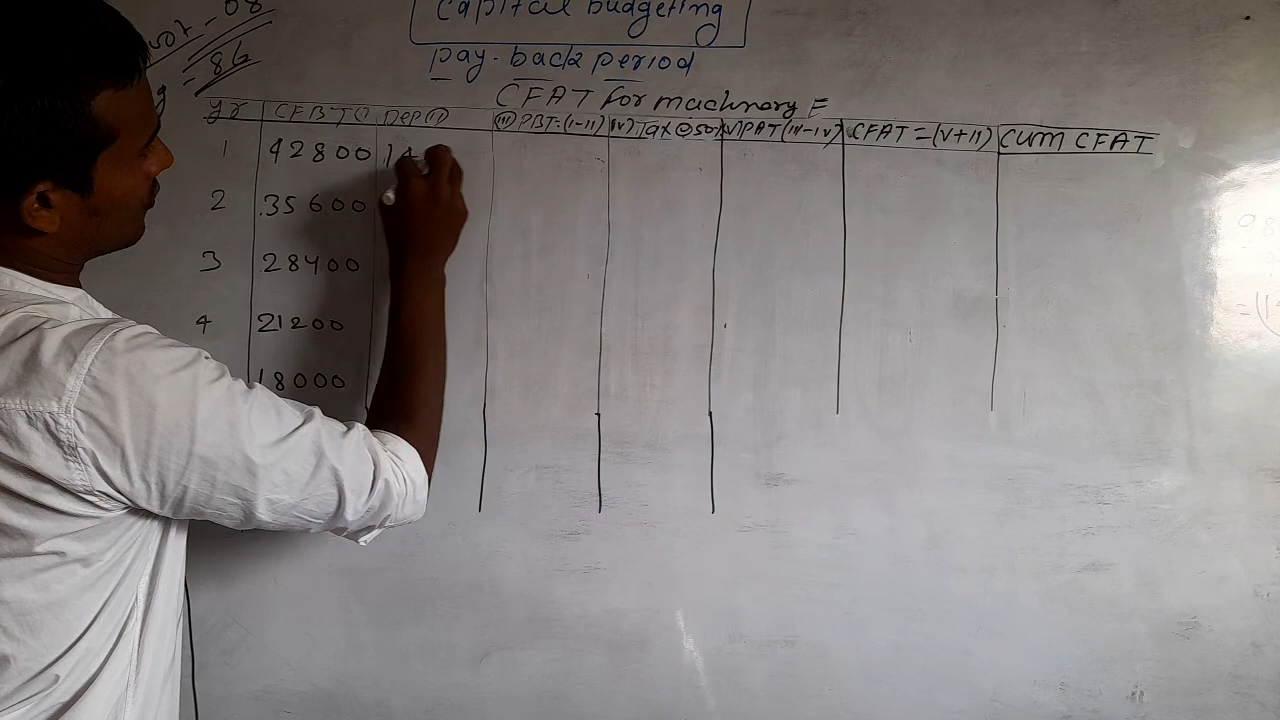 Capital budgeting
pay-back period
CFAT for machinery F
yr CFBT(I) Dep(II) (III) PBT=(I-II) IV) Tax@50% V) PAT(III-IV) CFAT=(V+II) CUM CFAT
1 42800 14
2 35600
3 28400
4 21200
18000